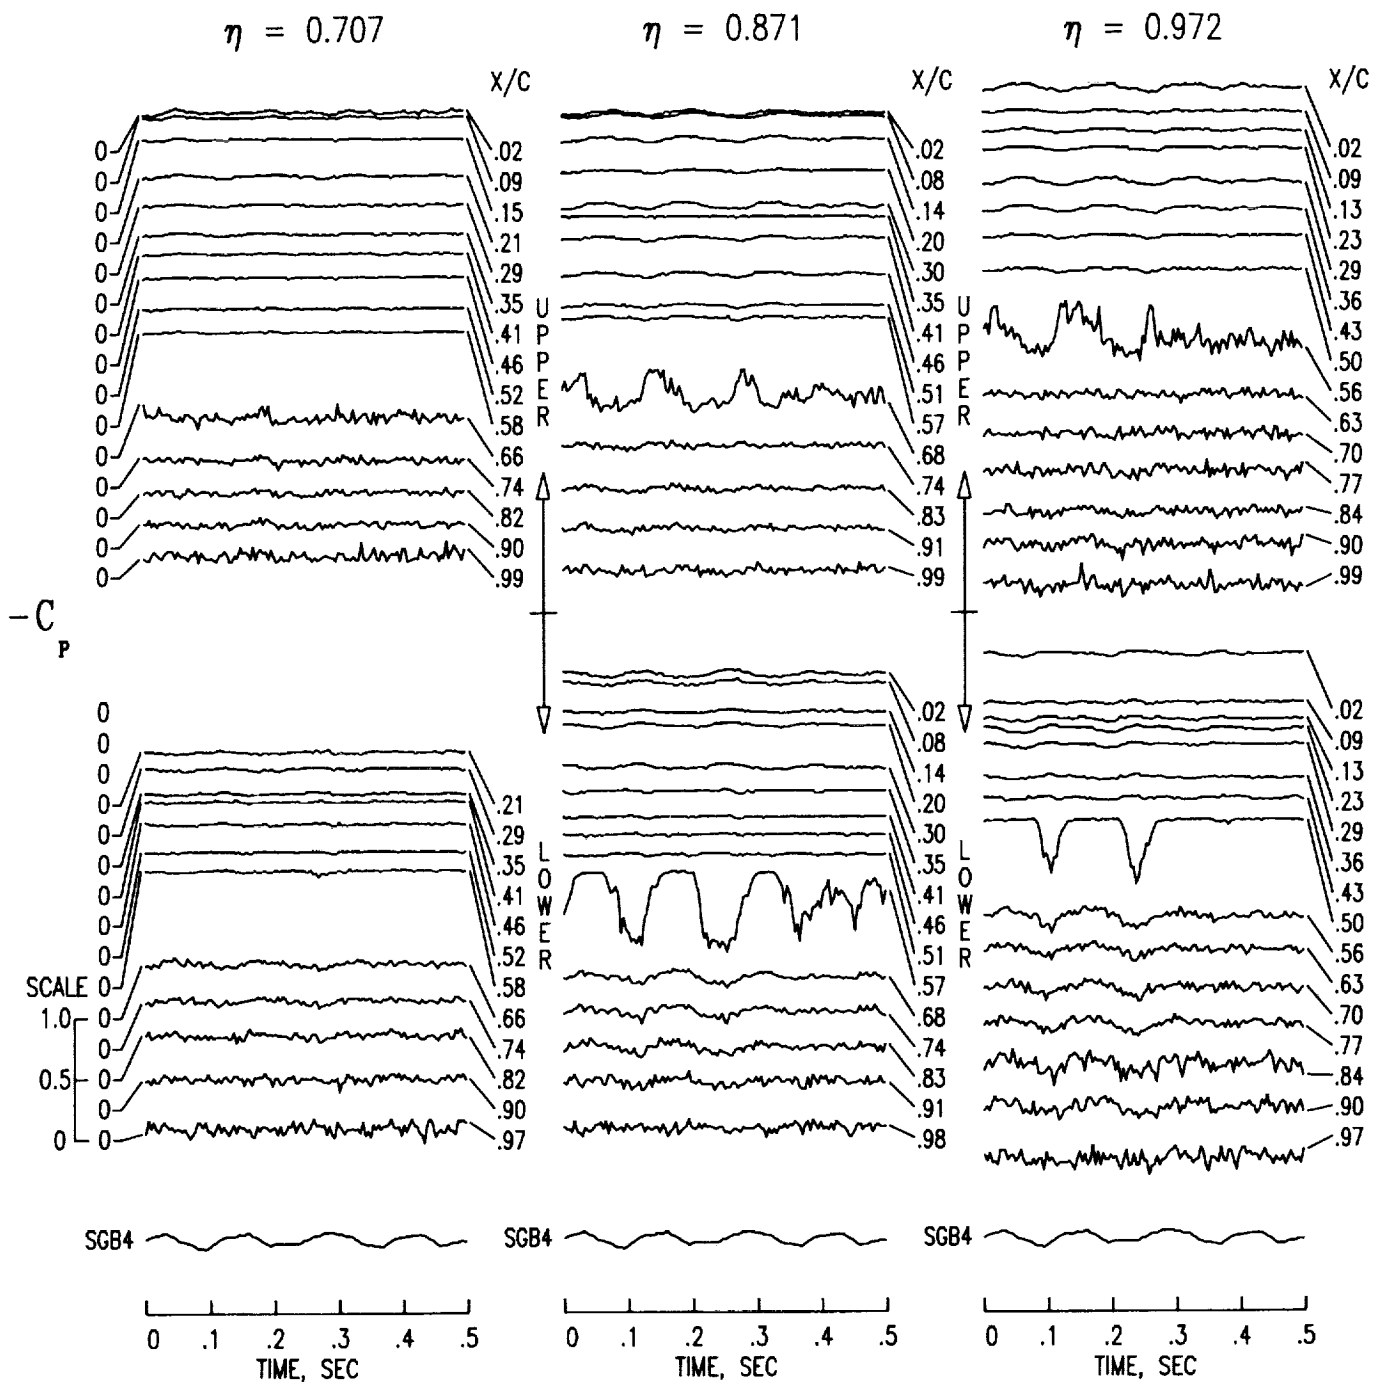 η = 0.707
η = 0.871
η = 0.972
X/C
X/C
X/C
0 .02 .02 .02
0 .09 .08 .09
0 .15 .14 .13
0 .21 .20 .23
0 .29 .30 .29
0 .35 .35 .36
0 .41 .41 .43
0 .46 .46 .50
0 .52 .51 .56
0 .58 .57 .63
0 .66 .68 .70
0 .74 .74 .77
0 .82 .83 .84
0 .90 .91 .90
0 .99 .99 .99
UPPER
UPPER
−C
P
0 .02 .02
0 .08 .09
0 .14 .13
0 .21 .20 .23
0 .29 .30 .29
0 .35 .35 .36
0 .41 .41 .43
0 .46 .46 .50
0 .52 .51 .56
0 .58 .57 .63
0 .66 .68 .70
0 .74 .74 .77
0 .82 .83 .84
0 .90 .91 .90
0 .97 .98 .97
LOWER
LOWER
SCALE
1.0
0.5
0
SGB4
SGB4
SGB4
0 .1 .2 .3 .4 .5
0 .1 .2 .3 .4 .5
0 .1 .2 .3 .4 .5
TIME, SEC
TIME, SEC
TIME, SEC